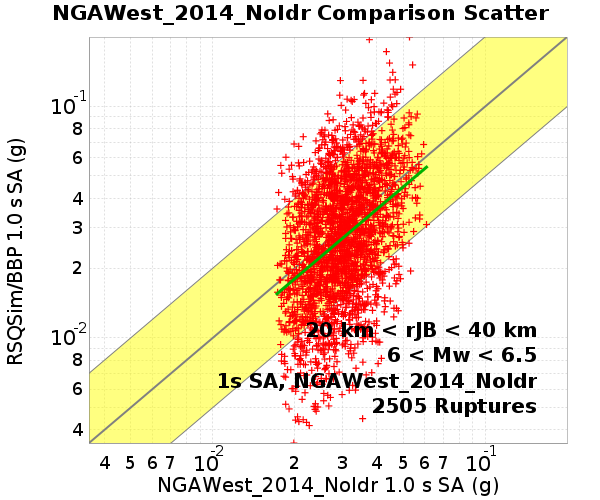 NGAWest_2014_NoIdr Comparison Scatter
RSQSim/BBP 1.0 s SA (g)
10-1
8
6
4
3
2
10-2
8
6
4
20 km < rJB < 40 km
6 < Mw < 6.5
1s SA, NGAWest_2014_NoIdr
2505 Ruptures
4 5 6 7 10-2 2 3 4 5 6 7 10-1
NGAWest_2014_NoIdr 1.0 s SA (g)